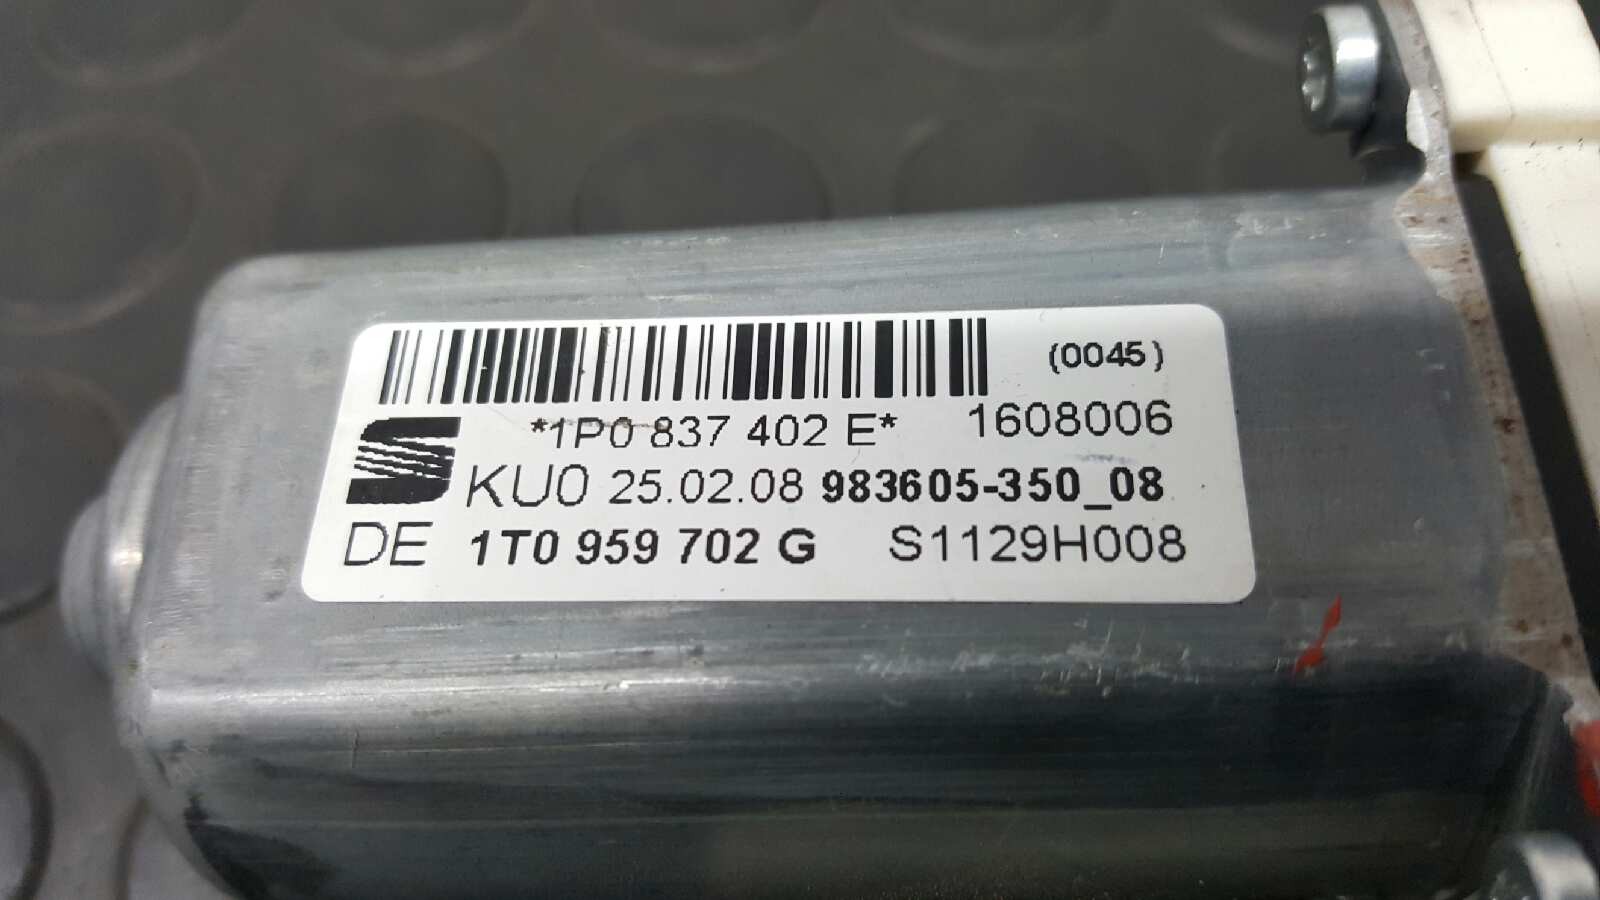 (0045)
*1P0 837 402 E* 1608006
KU0 25.02.08 983605-350_08
DE 1T0 959 702 G S1129H008